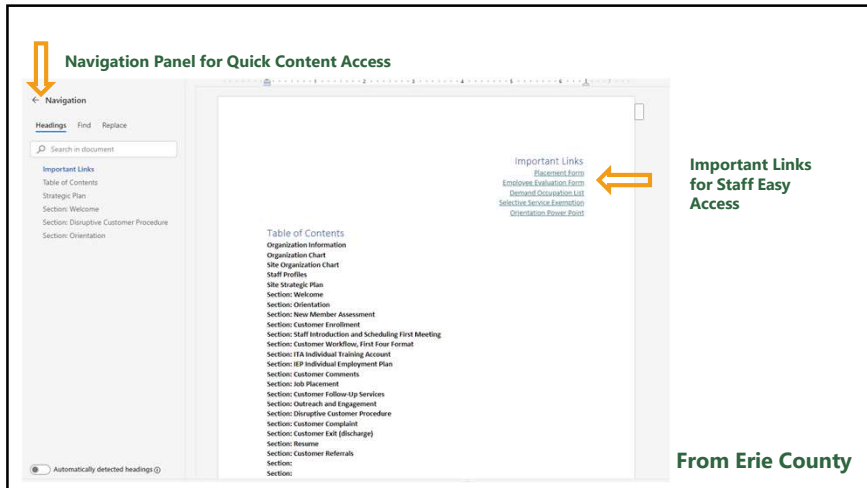 Navigation Panel for Quick Content Access
Navigation
Headings Find Replace
Search in document
Important Links
Table of Contents
Strategic Plan
Section: Welcome
Section: Disruptive Customer Procedure
Section: Orientation
Automatically detected headings
Important Links
Placement Form
Employee Evaluation Form
Demand Occupation List
Selective Service Exemption
Orientation Power Point
Important Links
for Staff Easy
Access
Table of Contents
Organization Information
Organization Chart
Site Organization Chart
Staff Profiles
Site Strategic Plan
Section: Welcome
Section: Orientation
Section: New Member Assessment
Section: Customer Enrollment
Section: Staff Introduction and Scheduling First Meeting
Section: Customer Workflow, First Four Format
Section: ITA Individual Training Account
Section: IEP Individual Employment Plan
Section: Customer Comments
Section: Job Placement
Section: Customer Follow-Up Services
Section: Outreach and Engagement
Section: Disruptive Customer Procedure
Section: Customer Complaint
Section: Customer Exit (discharge)
Section: Resume
Section: Customer Referrals
Section:
Section:
From Erie County